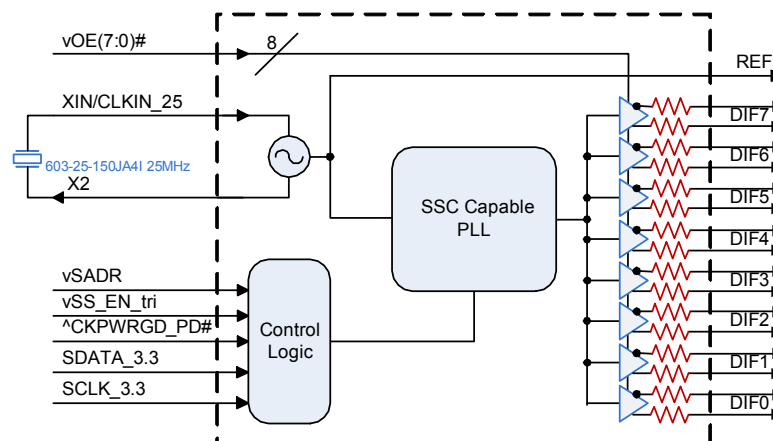 vOE(7:0)#
8
REF
XIN/CLKIN_25
603-25-150JA4I 25MHz
X2
SSC Capable
PLL
DIF7
DIF6
DIF5
DIF4
DIF3
DIF2
DIF1
DIF0
vSADR
vSS_EN_tri
^CKPWRGD_PD#
SDATA_3.3
SCLK_3.3
Control
Logic